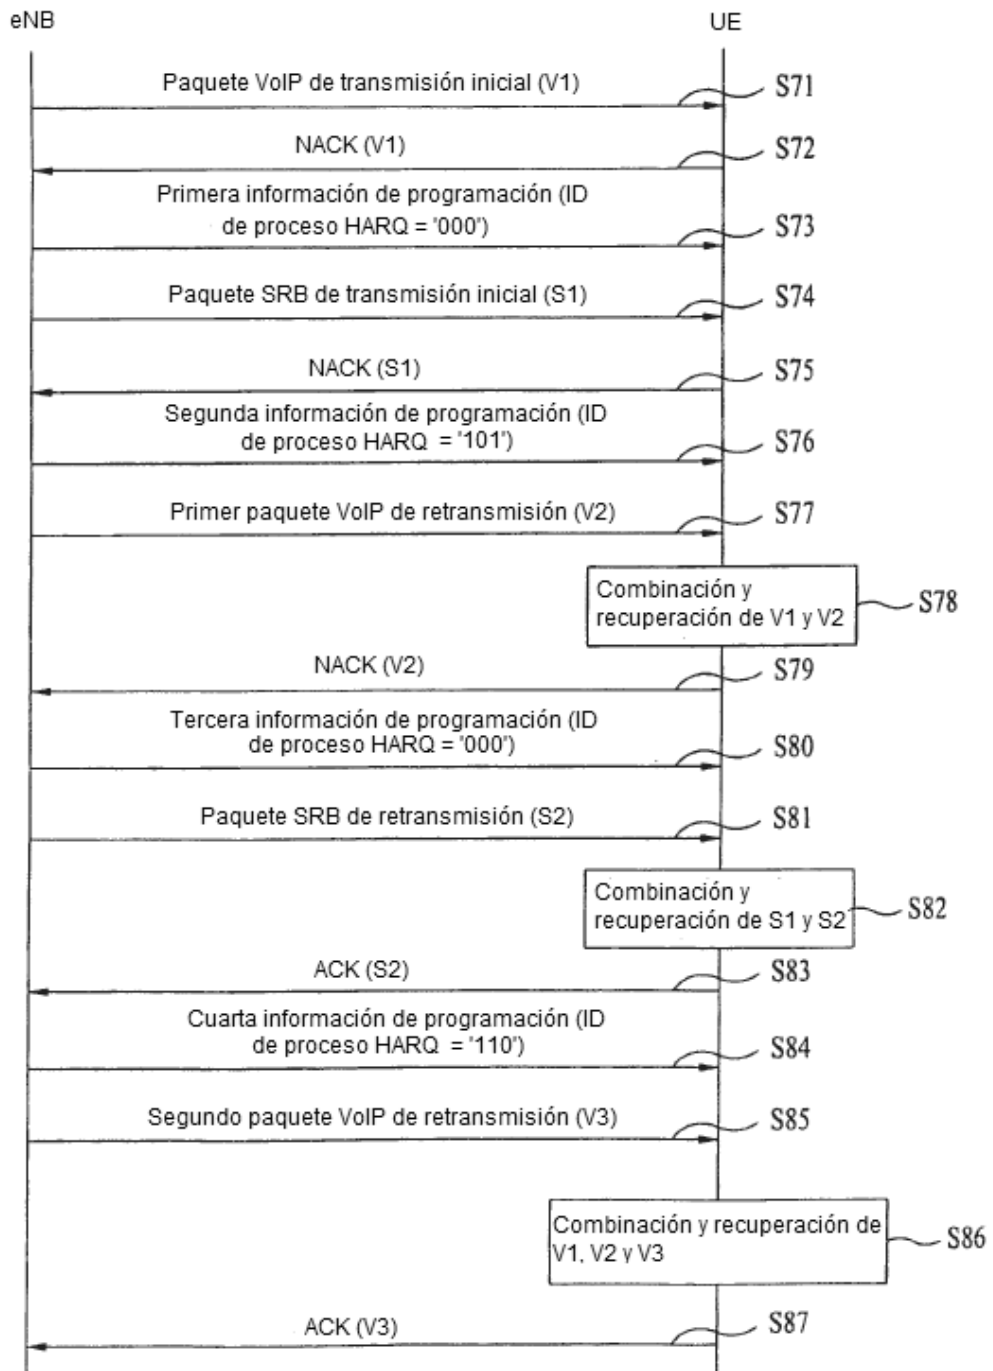 eNB
UE
Paquete VoIP de transmisión inicial (V1)
S71
NACK (V1)
S72
Primera información de programación (ID
de proceso HARQ = '000')
S73
Paquete SRB de transmisión inicial (S1)
S74
NACK (S1)
S75
Segunda información de programación (ID
de proceso HARQ = '101')
S76
Primer paquete VoIP de retransmisión (V2)
S77
Combinación y
recuperación de V1 y V2
S78
NACK (V2)
S79
Tercera información de programación (ID
de proceso HARQ = '000')
S80
Paquete SRB de retransmisión (S2)
S81
Combinación y
recuperación de S1 y S2
S82
ACK (S2)
S83
Cuarta información de programación (ID
de proceso HARQ = '110')
S84
Segundo paquete VoIP de retransmisión (V3)
S85
Combinación y recuperación de
V1, V2 y V3
S86
ACK (V3)
S87